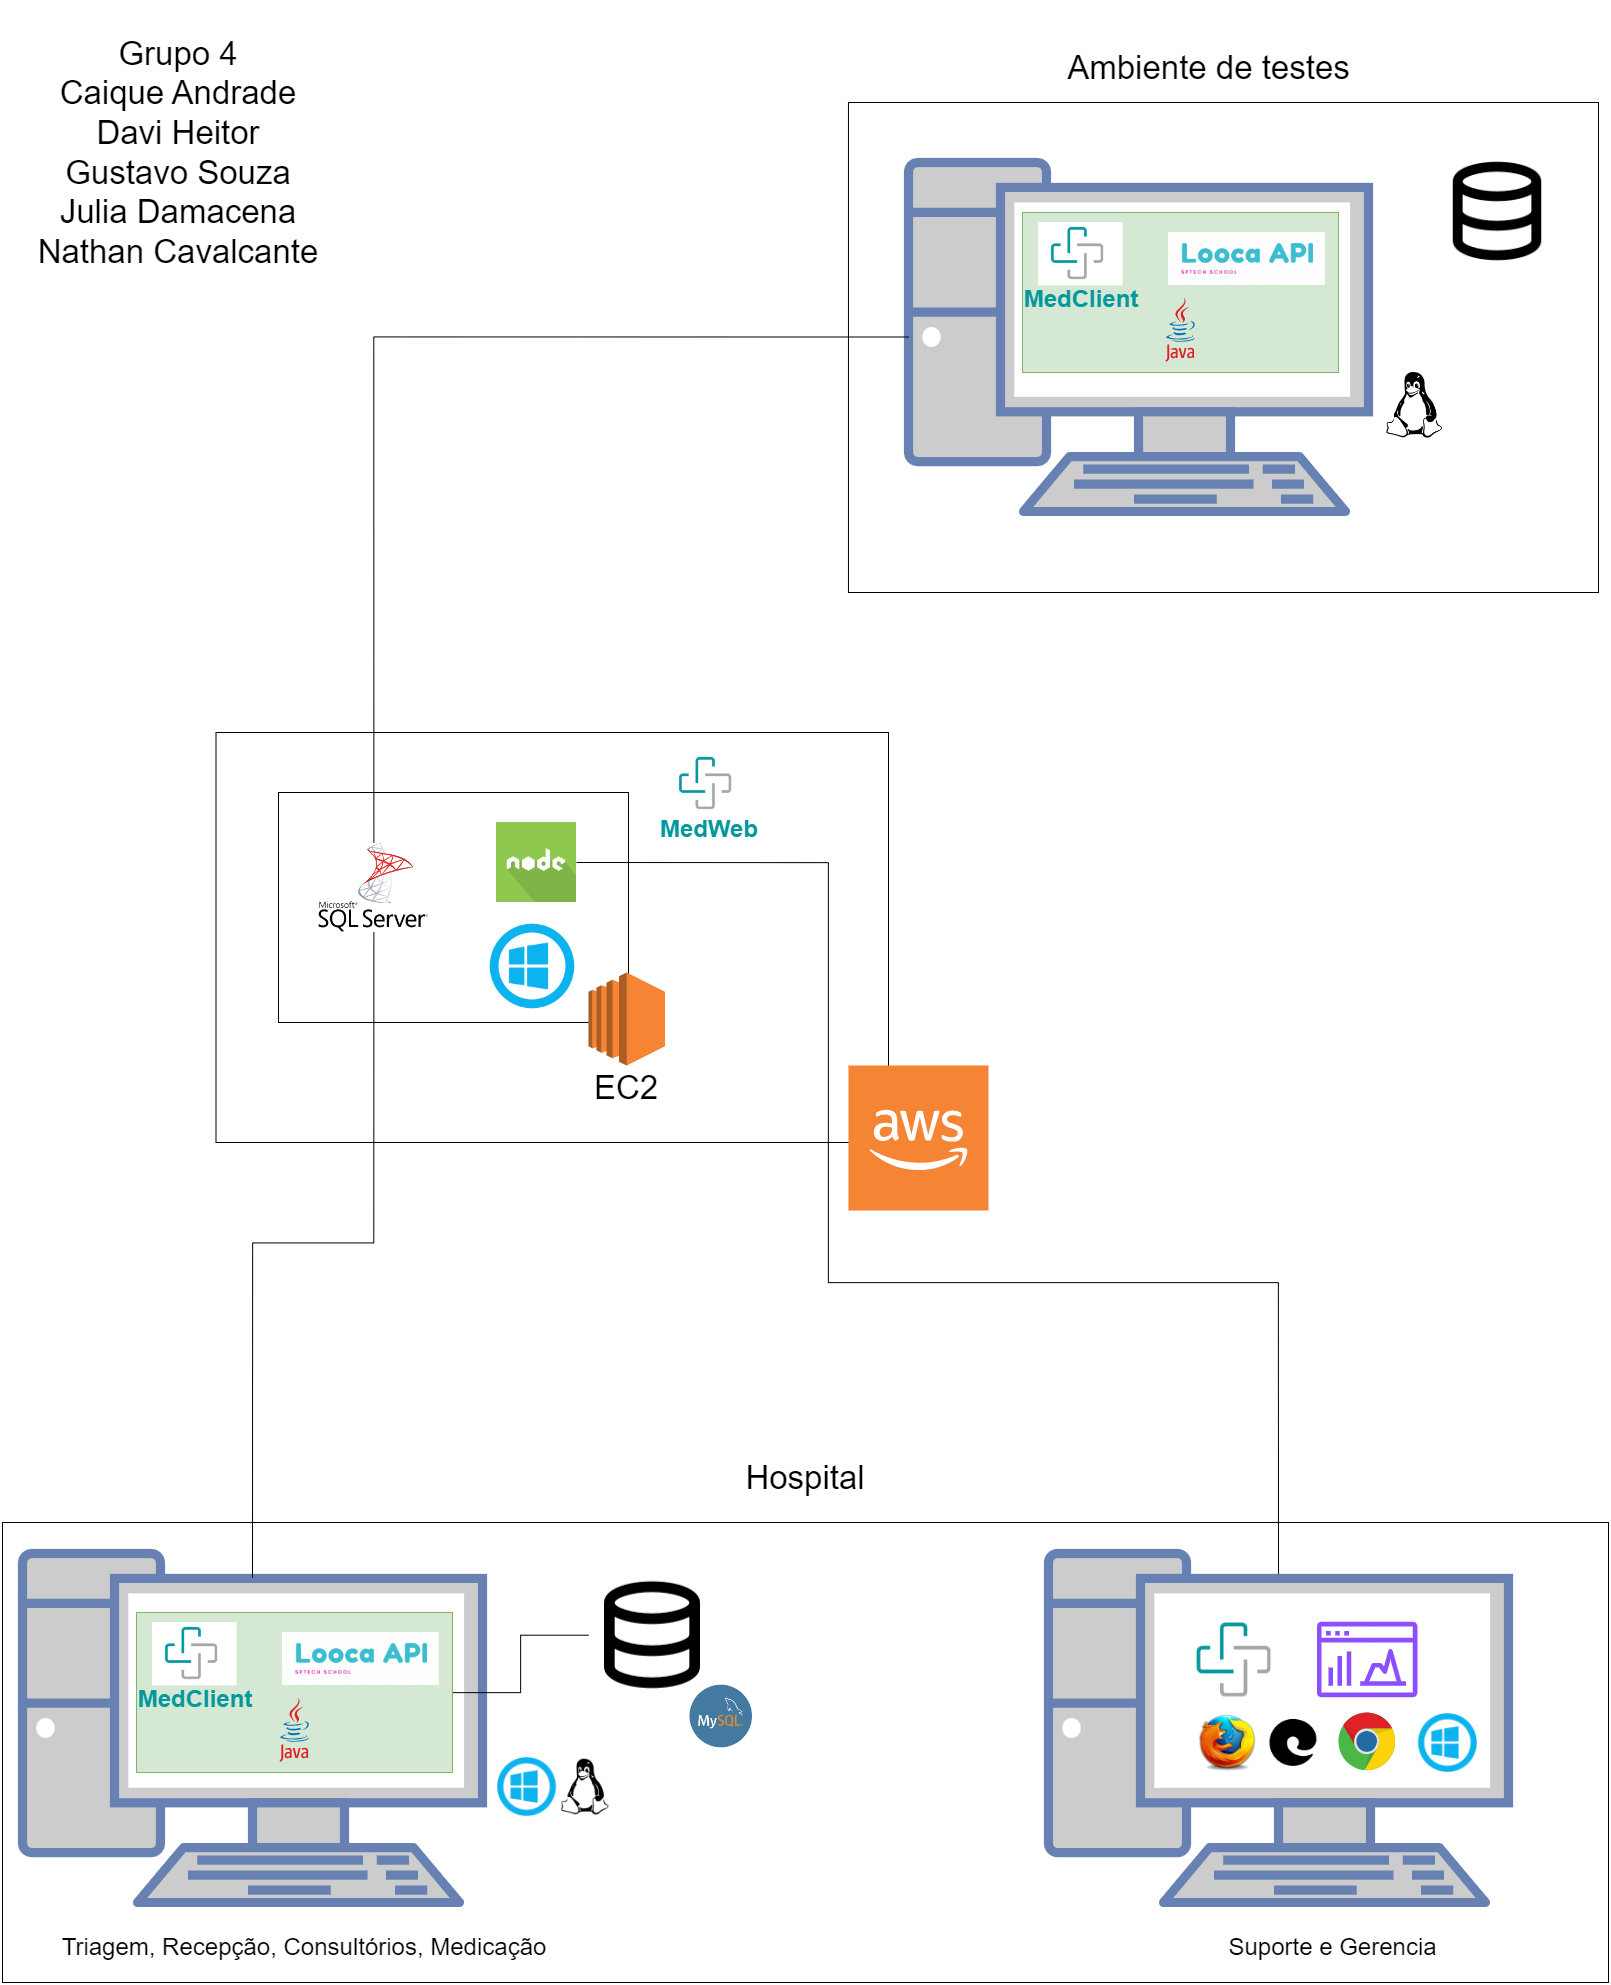 Grupo 4
Caique Andrade
Davi Heitor
Gustavo Souza
Julia Damacena
Nathan Cavalcante
Ambiente de testes
Looca API
SPTECH SCHOOL
MedClient
Java
MedWeb
node
Microsoft
SQL Server
EC2
aws
Hospital
Looca API
SPTECH SCHOOL
MedClient
Java
MySQL
Triagem, Recepção, Consultórios, Medicação
Suporte e Gerencia